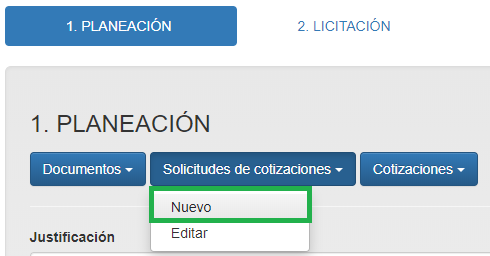 1. PLANEACIÓN
2. LICITACIÓN
1. PLANEACIÓN
Documentos
Solicitudes de cotizaciones
Cotizaciones
Nuevo
Editar
Justificación